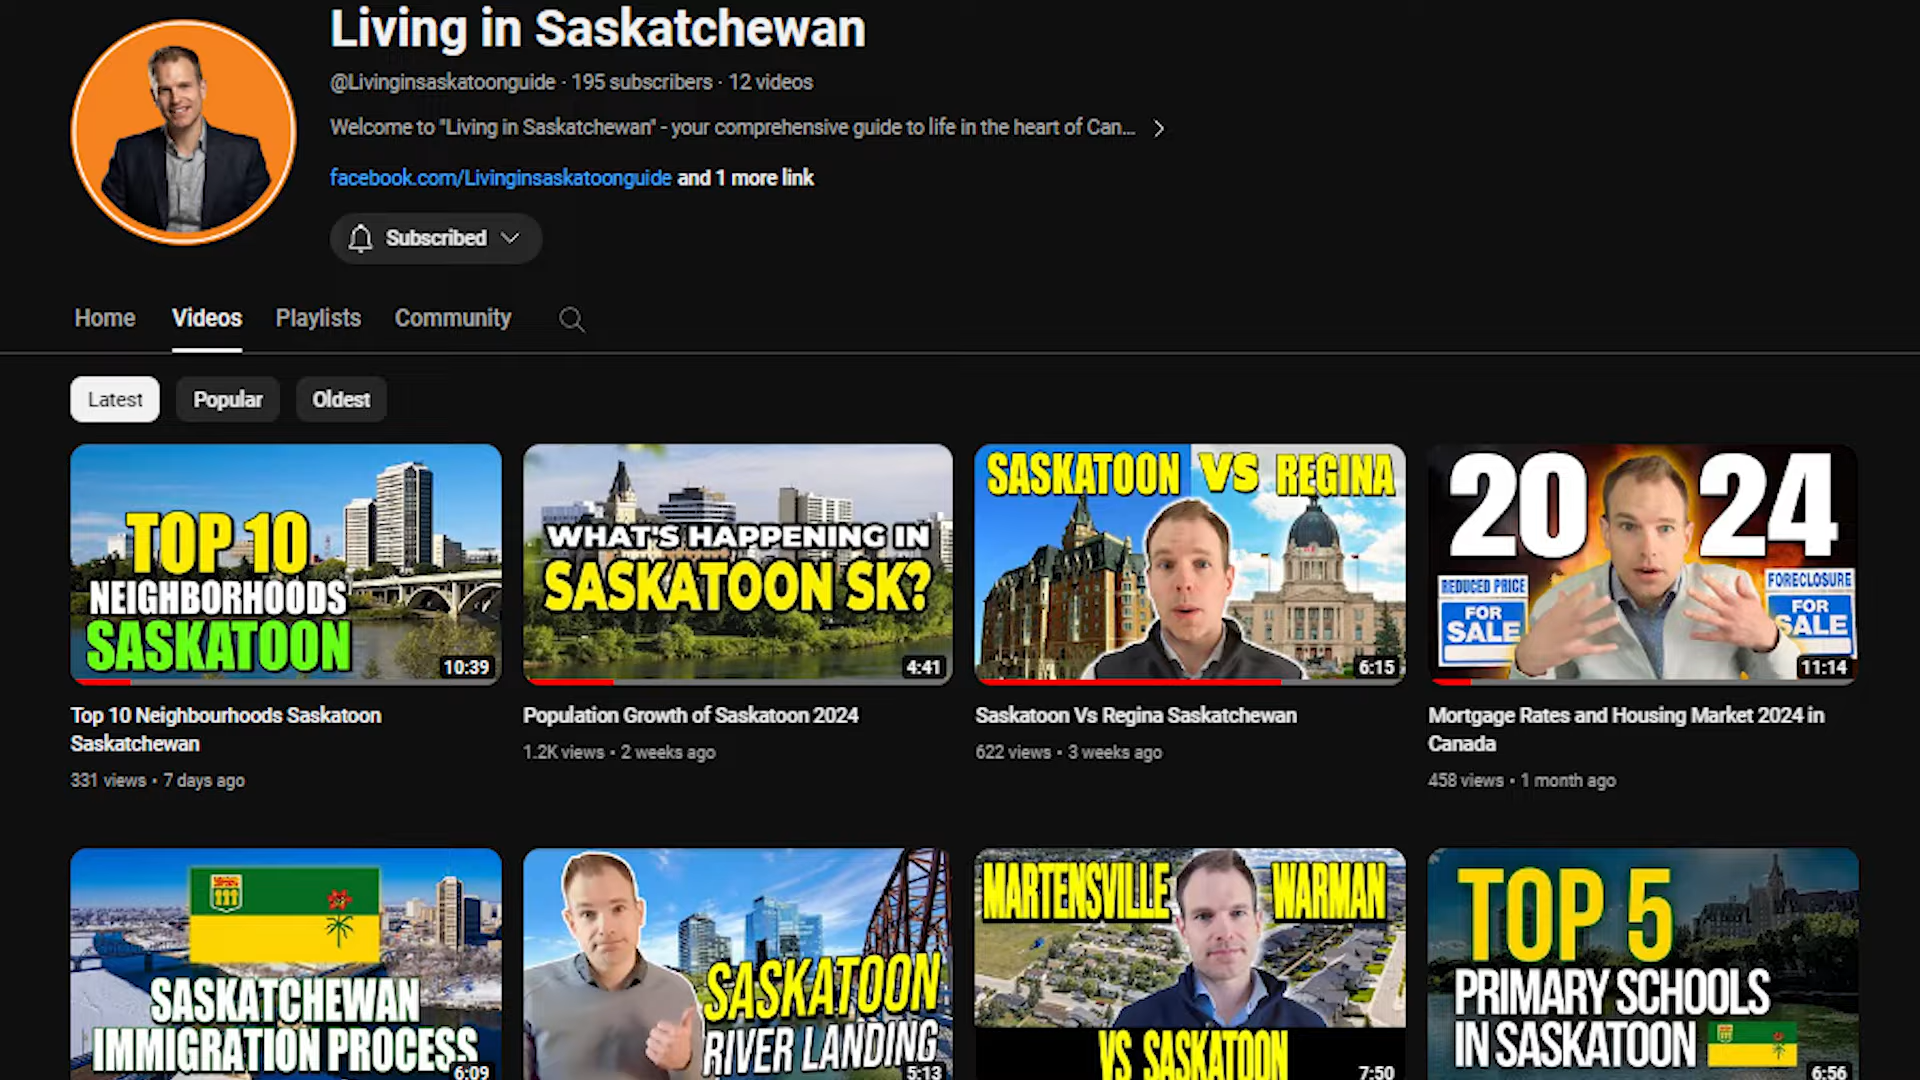 Living in Saskatchewan
@Livinginsaskatoonguide · 195 subscribers · 12 videos
Welcome to "Living in Saskatchewan" - your comprehensive guide to life in the heart of Can...
facebook.com/Livinginsaskatoonguide and 1 more link
Subscribed
Home Videos Playlists Community
Latest Popular Oldest
TOP 10
NEIGHBORHOODS
SASKATOON
10:39
WHAT'S HAPPENING IN
SASKATOON SK?
4:41
SASKATOON VS REGINA
6:15
2024
REDUCED PRICE
FOR
SALE
FORECLOSURE
FOR
SALE
11:14
Top 10 Neighbourhoods Saskatoon
Saskatchewan
331 views • 7 days ago
Population Growth of Saskatoon 2024
1.2K views • 2 weeks ago
Saskatoon Vs Regina Saskatchewan
622 views • 3 weeks ago
Mortgage Rates and Housing Market 2024 in
Canada
458 views • 1 month ago
SASKATCHEWAN
IMMIGRATION PROCESS
6:09
SASKATOON
RIVER LANDING
5:13
MARTENSVILLE WARMAN
VS SASKATOON
7:50
TOP 5
PRIMARY SCHOOLS
IN SASKATOON
6:56